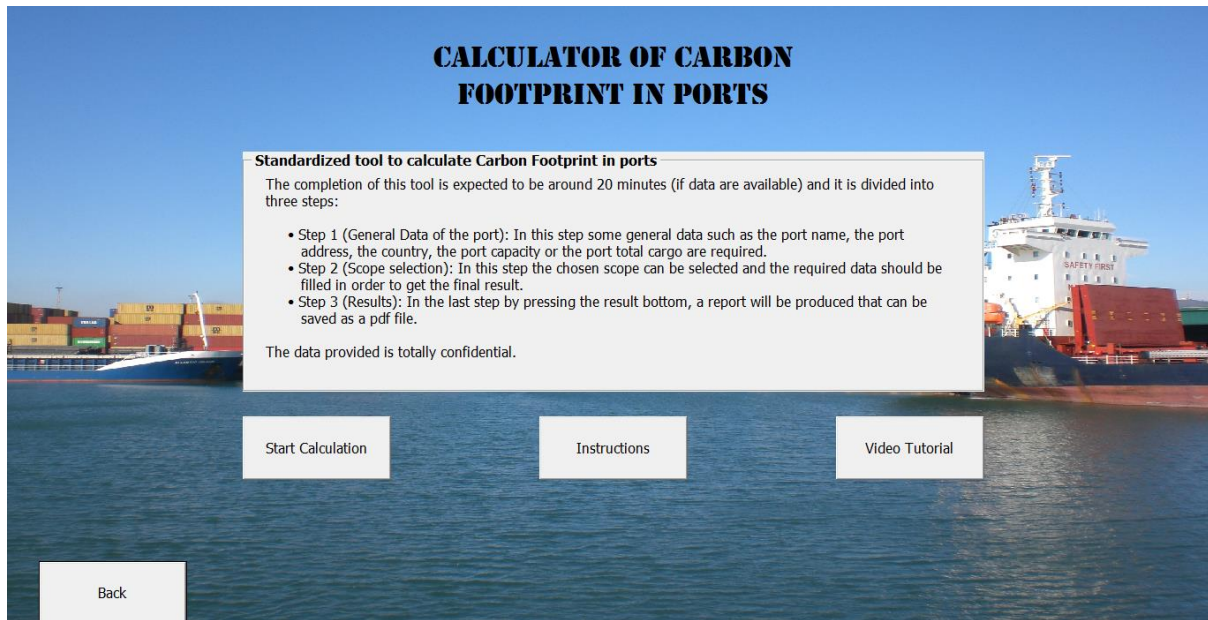 CALCULATOR OF CARBON
FOOTPRINT IN PORTS
Standardized tool to calculate Carbon Footprint in ports
The completion of this tool is expected to be around 20 minutes (if data are available) and it is divided into
three steps:
• Step 1 (General Data of the port): In this step some general data such as the port name, the port
address, the country, the port capacity or the port total cargo are required.
• Step 2 (Scope selection): In this step the chosen scope can be selected and the required data should be
filled in order to get the final result.
• Step 3 (Results): In the last step by pressing the result bottom, a report will be produced that can be
saved as a pdf file.
The data provided is totally confidential.
SAFETY FIRST
Start Calculation
Instructions
Video Tutorial
Back